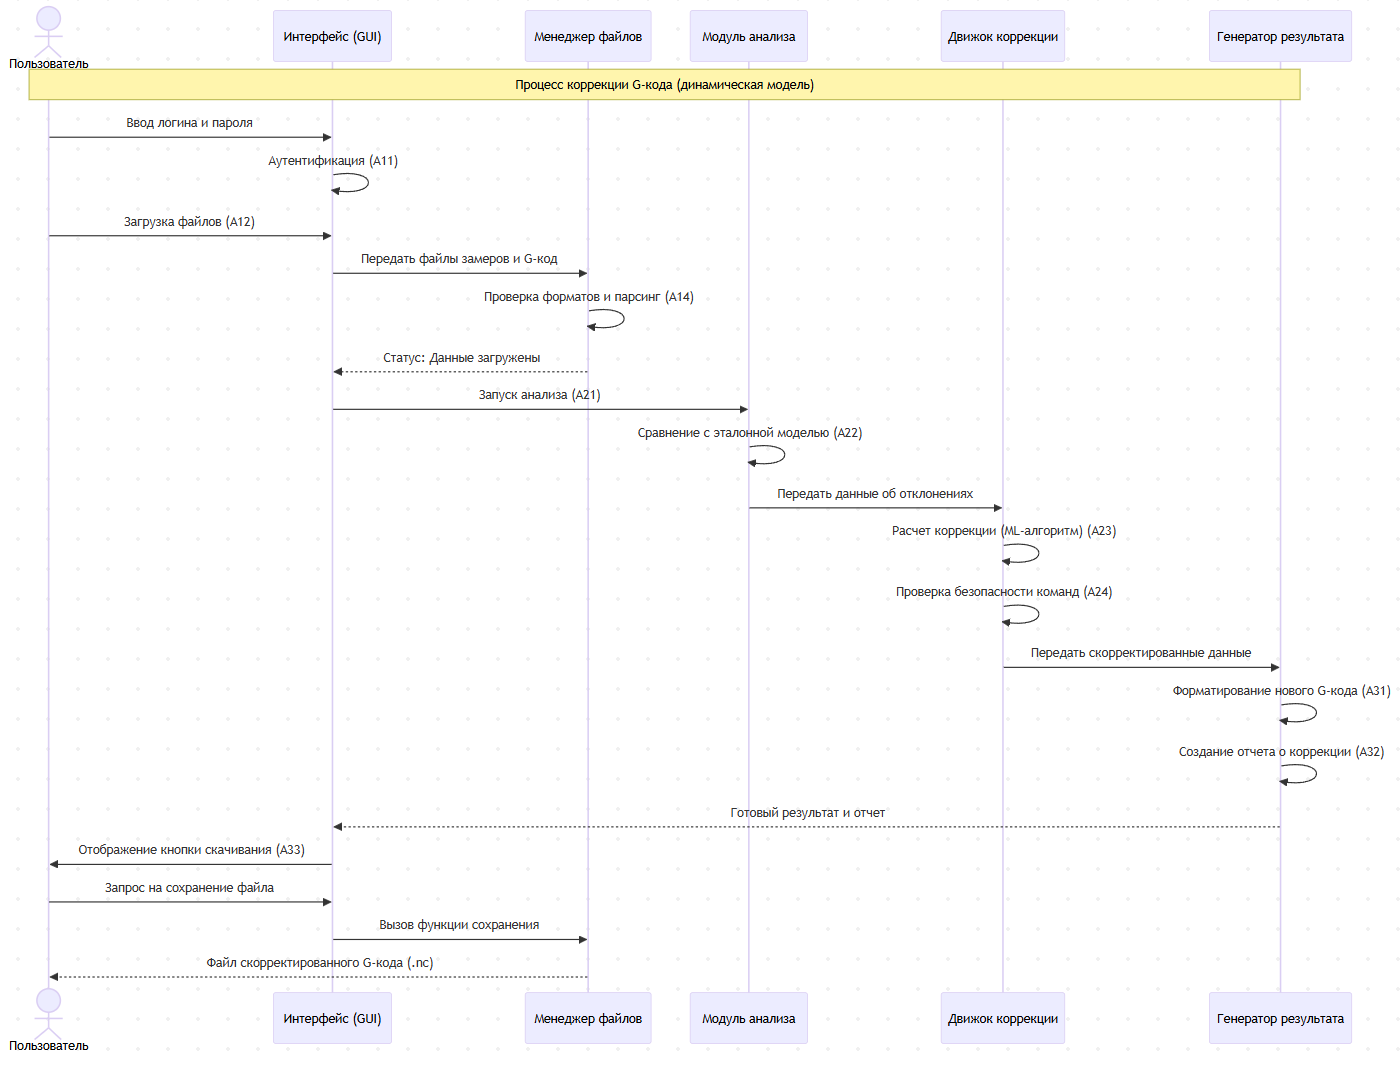 Пользователь
Интерфейс (GUI)
Менеджер файлов
Модуль анализа
Движок коррекции
Генератор результата
Процесс коррекции G-кода (динамическая модель)
Ввод логина и пароля
Аутентификация (A11)
Загрузка файлов (A12)
Передать файлы замеров и G-код
Проверка форматов и парсинг (A14)
Статус: Данные загружены
Запуск анализа (A21)
Сравнение с эталонной моделью (A22)
Передать данные об отклонениях
Расчет коррекции (ML-алгоритм) (A23)
Проверка безопасности команд (A24)
Передать скорректированные данные
Форматирование нового G-кода (A31)
Создание отчета о коррекции (A32)
Готовый результат и отчет
Отображение кнопки скачивания (A33)
Запрос на сохранение файла
Вызов функции сохранения
Файл скорректированного G-кода (.nc)
Пользователь
Интерфейс (GUI)
Менеджер файлов
Модуль анализа
Движок коррекции
Генератор результата